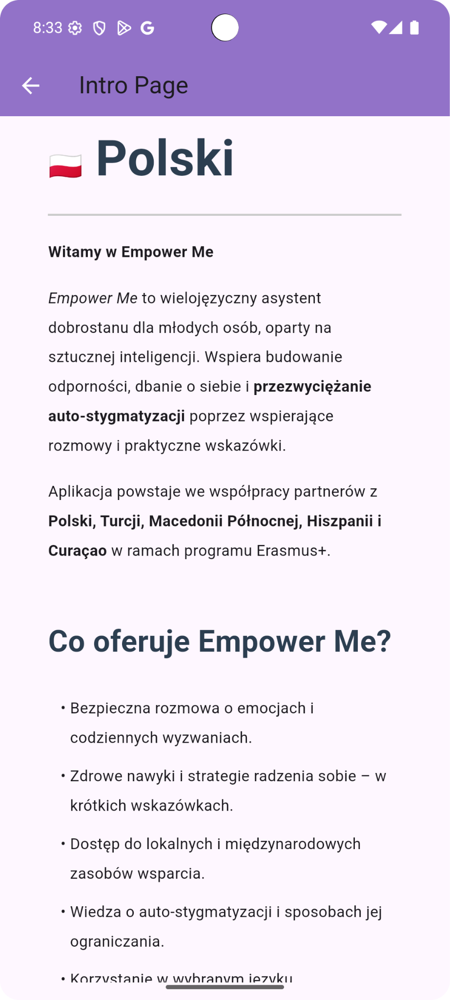 8:33
Intro Page
Polski
Witamy w Empower Me
Empower Me to wielojęzyczny asystent
dobrostanu dla młodych osób, oparty na
sztucznej inteligencji. Wspiera budowanie
odporności, dbanie o siebie i przezwyciężanie
auto-stygmatyzacji poprzez wspierające
rozmowy i praktyczne wskazówki.
Aplikacja powstaje we współpracy partnerów z
Polski, Turcji, Macedonii Północnej, Hiszpanii i
Curaçao w ramach programu Erasmus+.
Co oferuje Empower Me?
• Bezpieczna rozmowa o emocjach i
codziennych wyzwaniach.
• Zdrowe nawyki i strategie radzenia sobie – w
krótkich wskazówkach.
• Dostęp do lokalnych i międzynarodowych
zasobów wsparcia.
• Wiedza o auto-stygmatyzacji i sposobach jej
ograniczania.
• Korzystanie w wybranym języku